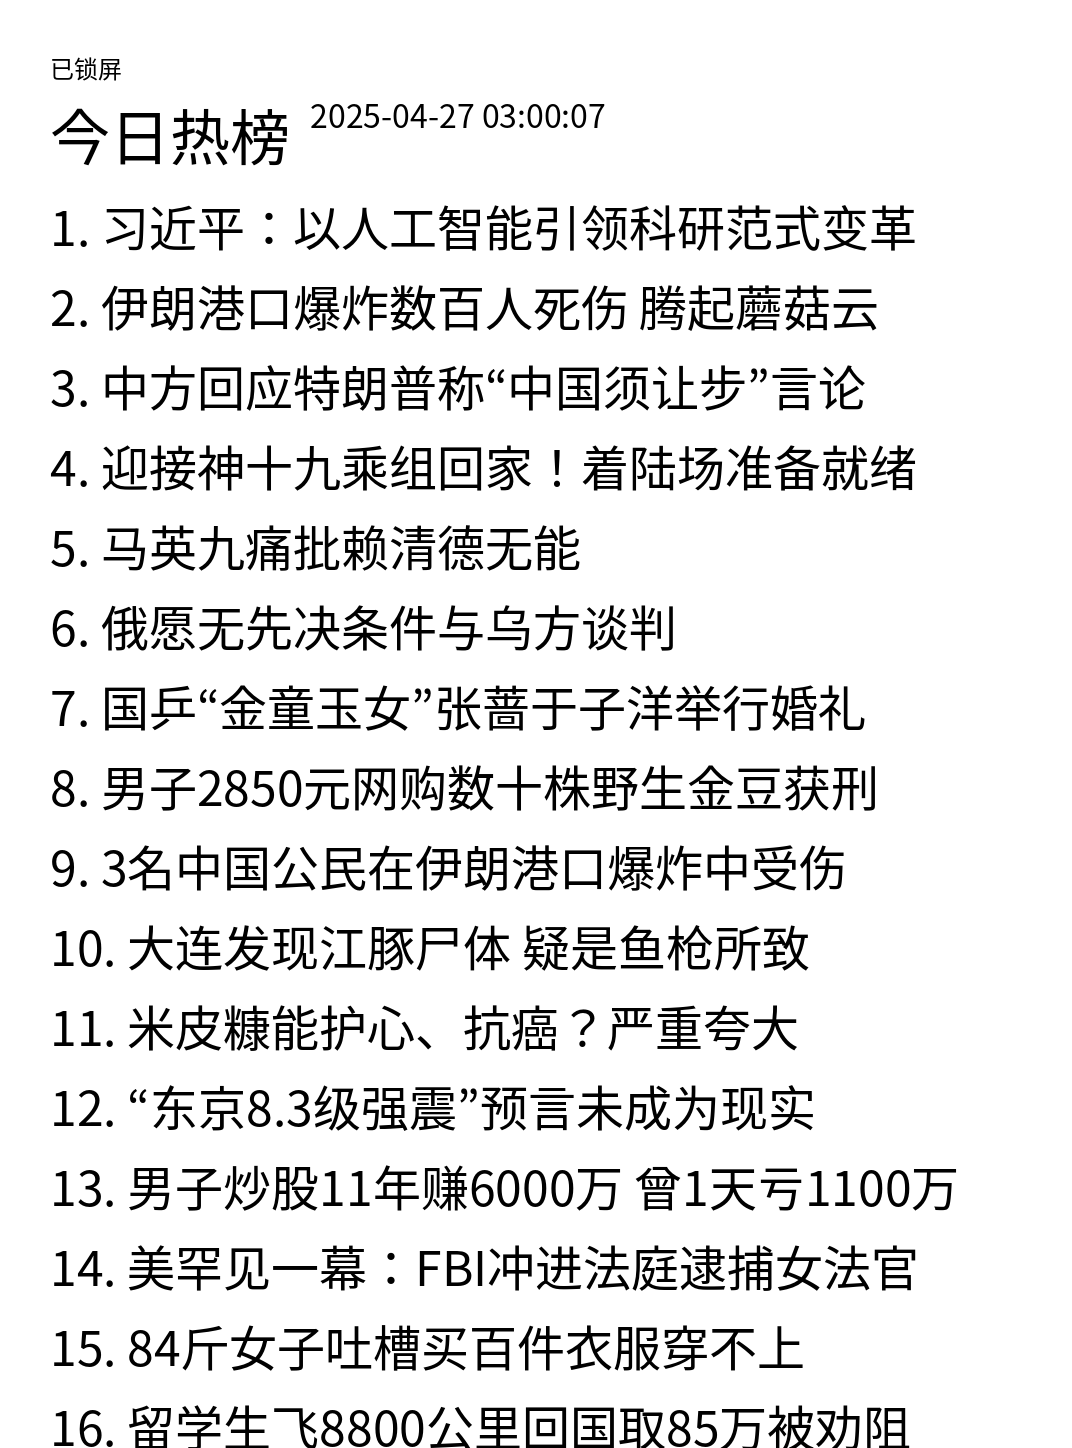 已锁屏
今日热榜 2025-04-27 03:00:07
1. 习近平：以人工智能引领科研范式变革
2. 伊朗港口爆炸数百人死伤 腾起蘑菇云
3. 中方回应特朗普称“中国须让步”言论
4. 迎接神十九乘组回家！着陆场准备就绪
5. 马英九痛批赖清德无能
6. 俄愿无先决条件与乌方谈判
7. 国乒“金童玉女”张蔷于子洋举行婚礼
8. 男子2850元网购数十株野生金豆获刑
9. 3名中国公民在伊朗港口爆炸中受伤
10. 大连发现江豚尸体 疑是鱼枪所致
11. 米皮糠能护心、抗癌？严重夸大
12. “东京8.3级强震”预言未成为现实
13. 男子炒股11年赚6000万 曾1天亏1100万
14. 美罕见一幕：FBI冲进法庭逮捕女法官
15. 84斤女子吐槽买百件衣服穿不上
16. 留学生飞8800公里回国取85万被劝阻